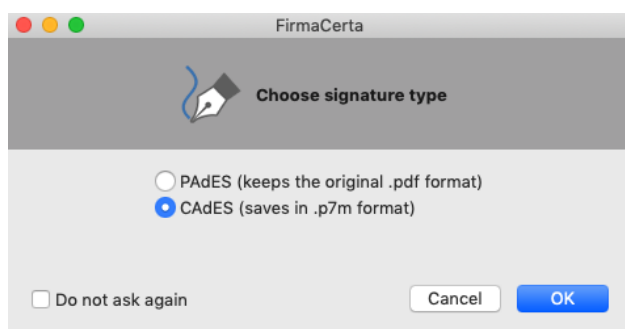 FirmaCerta
Choose signature type
PAdES (keeps the original .pdf format)
CAdES (saves in .p7m format)
Do not ask again
Cancel
OK